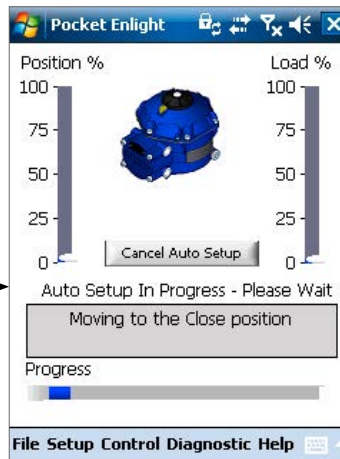 Pocket Enlight
Position %
Load %
100
100
75
75
50
50
25
25
0
0
Cancel Auto Setup
Auto Setup In Progress - Please Wait
Moving to the Close position
Progress
File Setup Control Diagnostic Help